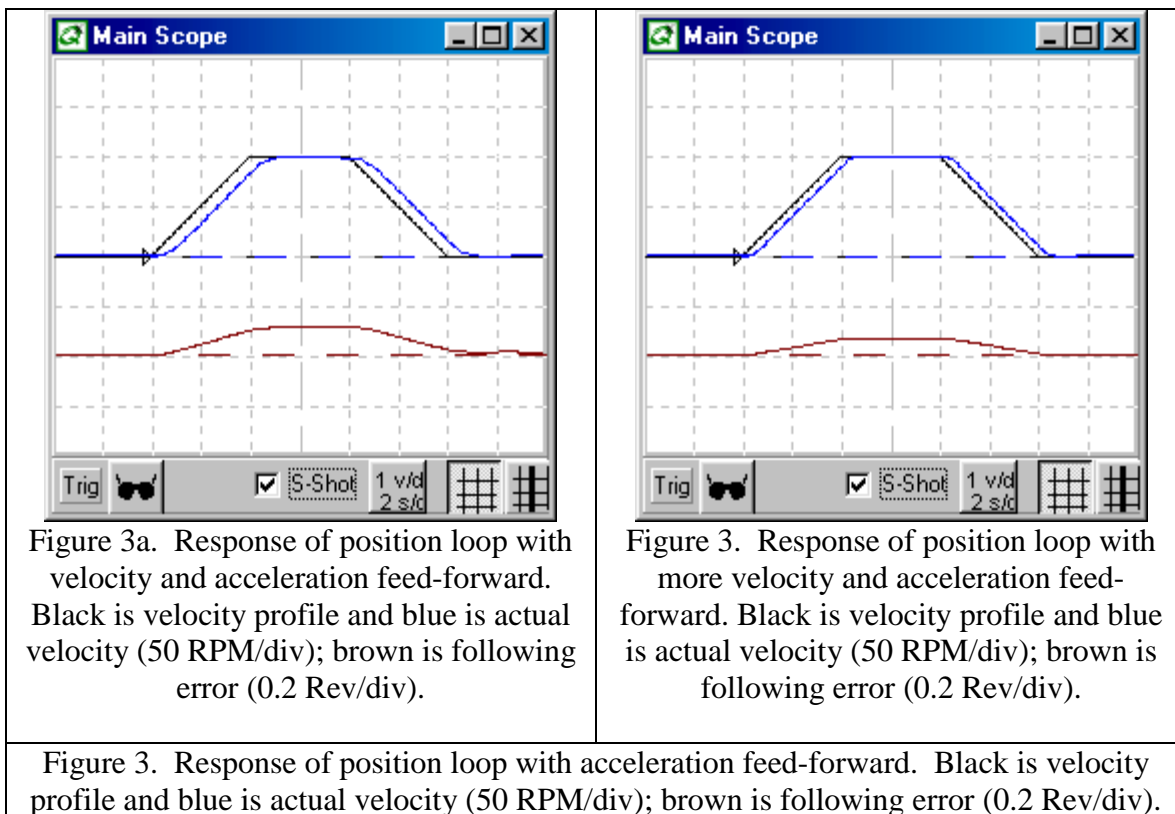 Main Scope
Trig
S-Shot
1 v/d
2 s/d
Figure 3a. Response of position loop with
velocity and acceleration feed-forward.
Black is velocity profile and blue is actual
velocity (50 RPM/div); brown is following
error (0.2 Rev/div).
Main Scope
Trig
S-Shot
1 v/d
2 s/d
Figure 3. Response of position loop with
more velocity and acceleration feed-
forward. Black is velocity profile and blue
is actual velocity (50 RPM/div); brown is
following error (0.2 Rev/div).
Figure 3. Response of position loop with acceleration feed-forward. Black is velocity
profile and blue is actual velocity (50 RPM/div); brown is following error (0.2 Rev/div).